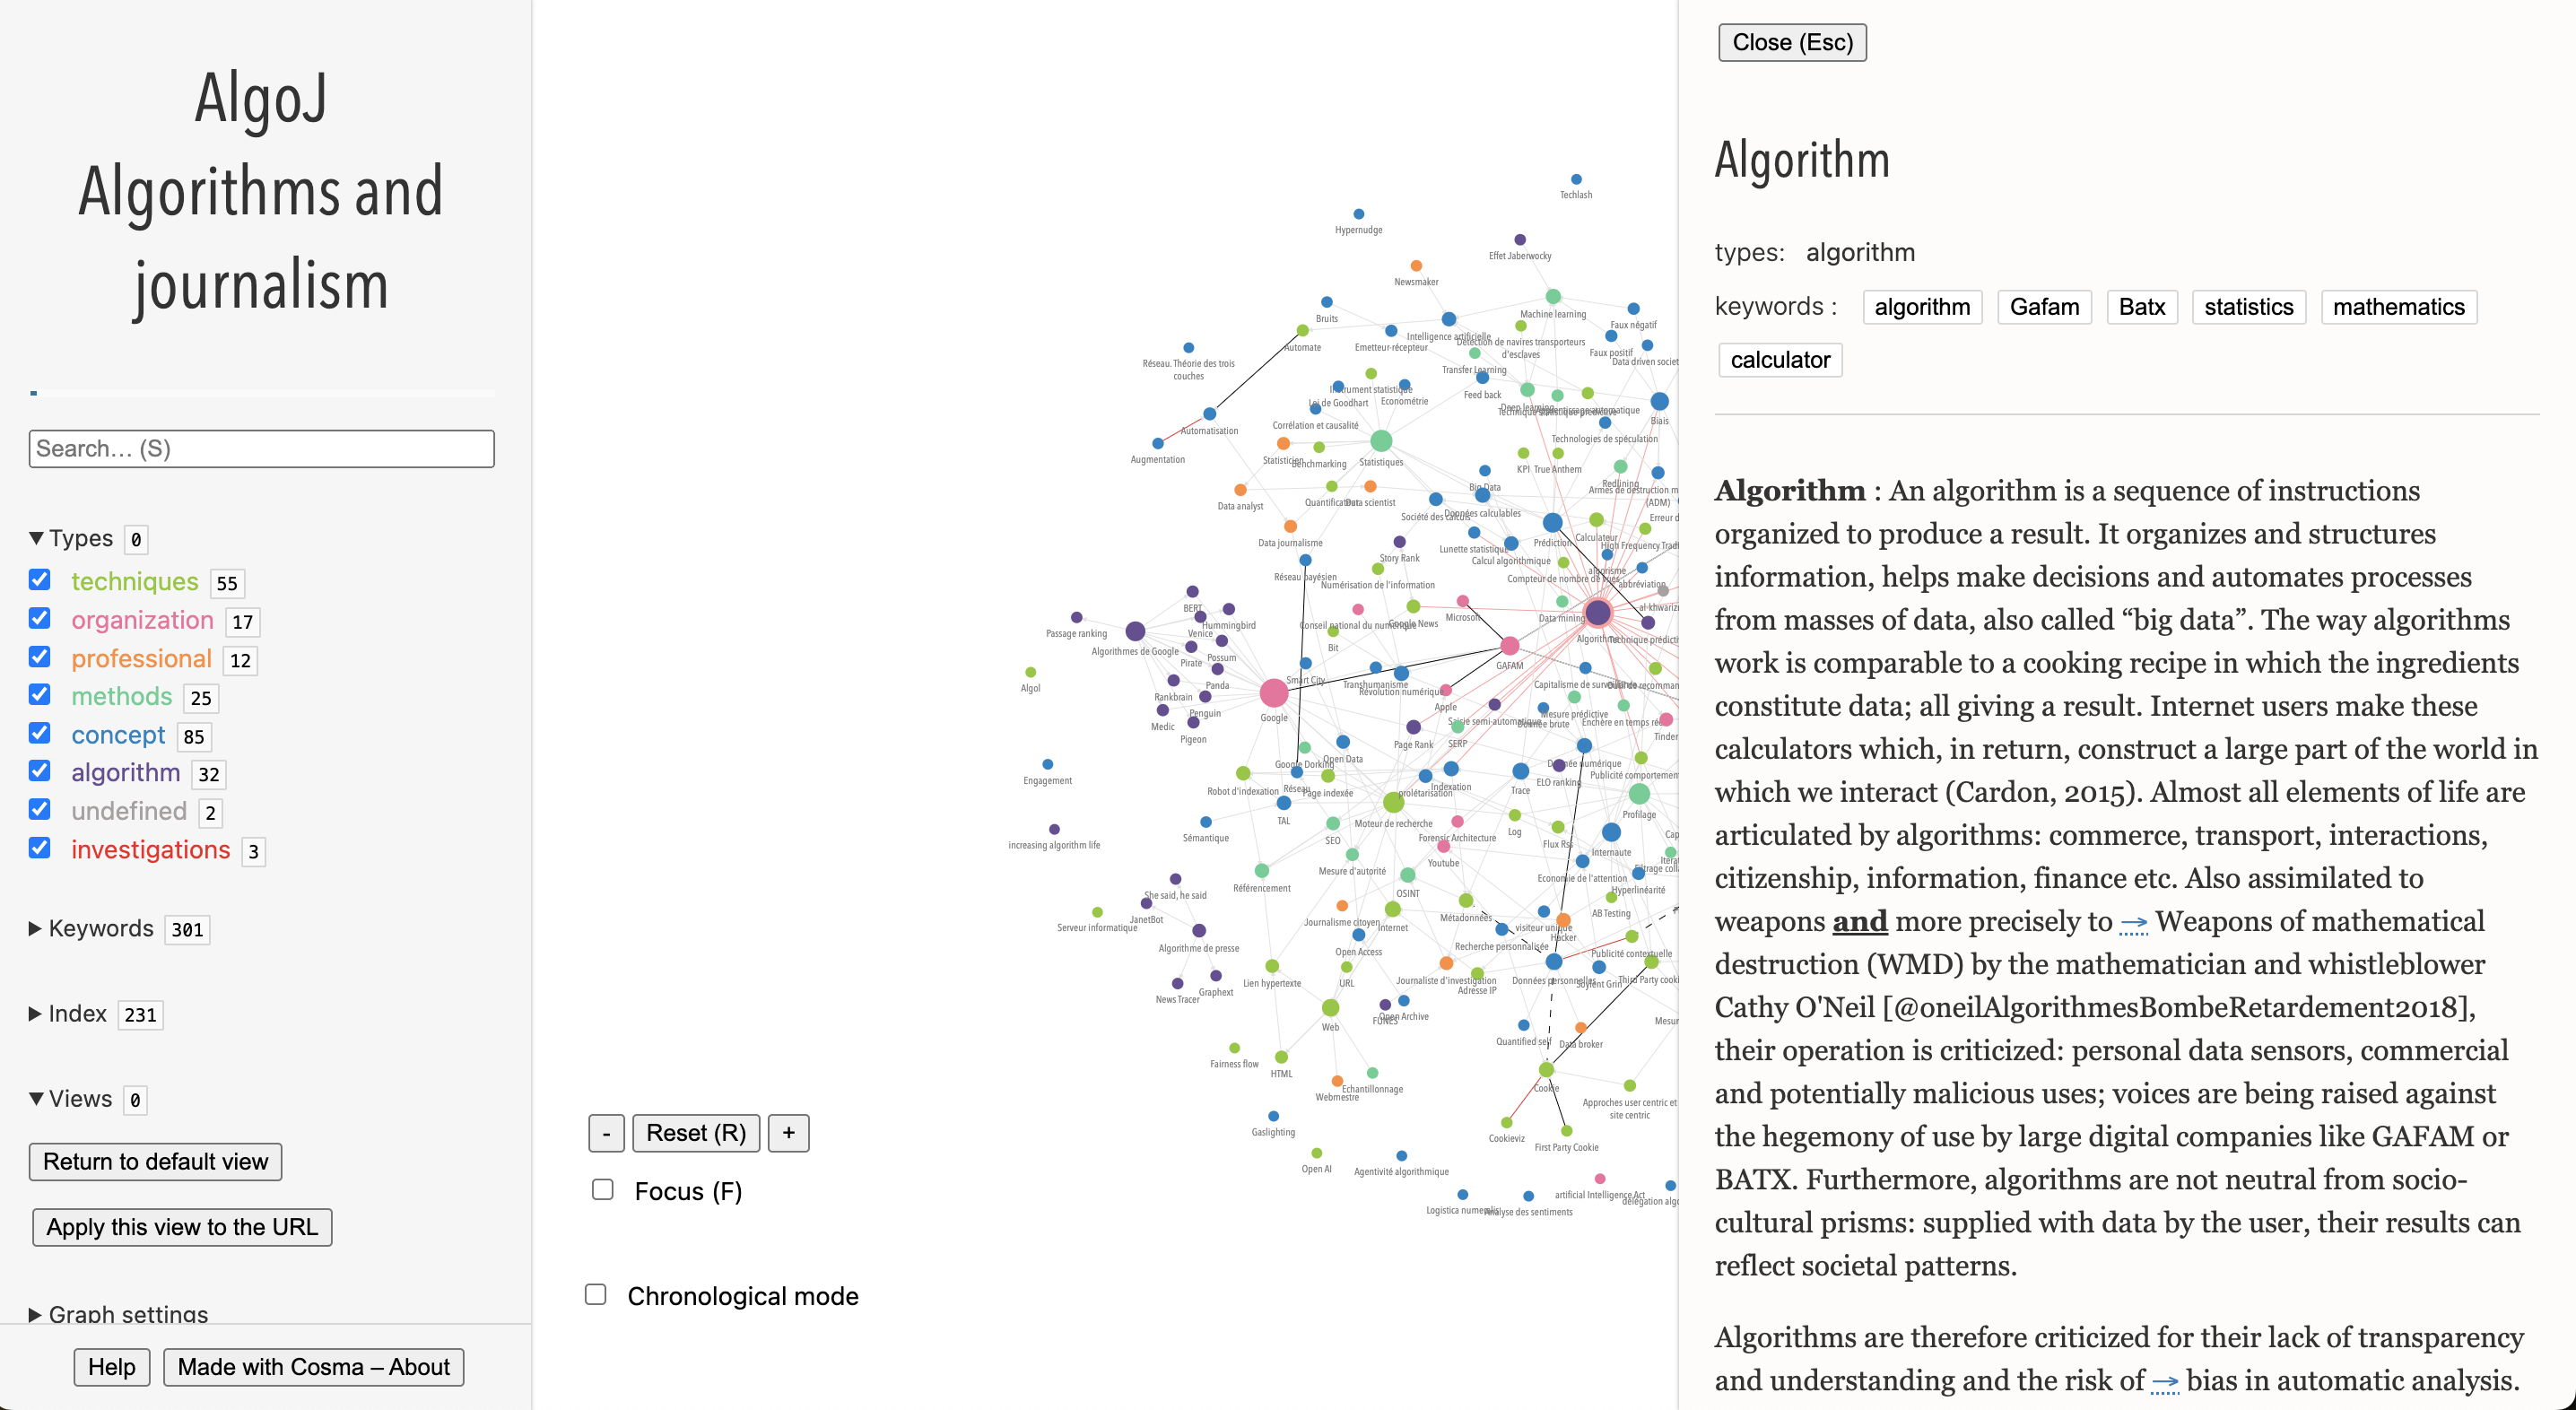 AlgoJ
Algorithms and
journalism
Search… (S)
▼ Types 0
techniques 55
organization 17
professional 12
methods 25
concept 85
algorithm 32
undefined 2
investigations 3
▶ Keywords 301
▶ Index 231
▼ Views 0
Return to default view
Apply this view to the URL
▶ Graph settings
Help
Made with Cosma – About
Techlash
Hypernudge
Effet Jaberwocky
Newsmaker
Machine learning
Bruits
Faux négatif
Intelligence artificielle
Automate
Emetteur-récepteur
Détection de navires transporteurs
d'esclaves
Faux positif
Data driven societ
Réseau. Théorie des trois
couches
Transfer Learning
Instrument statistique
Feed back
Loi de Goodhart
Econométrie
Deep learning
Biais
Corrélation et causalité
Automatisation
Technologies de spéculation
Augmentation
Statisticien
Benchmarking
Statistiques
KPI
True Anthem
Redlining
Big Data
Armes de destruction m
(ADM)
Data analyst
Quantification
Data scientist
Société des calculs
Données calculables
Erreur d
Data journalisme
Prédiction
Calculateur
High Frequency Tradi
Story Rank
Lunette statistique
Calcul algorithmique
Réseau bayésien
Numérisation de l'information
Compteur de nombre de vues
algorisme
abbréviation
BERT
Hummingbird
al-khwarizm
Passage ranking
Venice
Conseil national du numérique
Google News
Microsoft
Data mining
Algorithme
Technique prédicti
Algorithmes de Google
Pirate
Possum
Bit
GAFAM
Algol
Panda
Smart City
Transhumanisme
Révolution numérique
Capitalisme de surveillance
Rankbrain
Penguin
Google
Apple
Saisie semi-automatique
Mesure prédictive
Donnée brute
Enchère en temps rée
Medic
Pigeon
Page Rank
SERP
Tinder
Google Dorking
Open Data
Donnée numérique
Engagement
Robot d'indexation
Réseau
Page indexée
prolétarisation
Indexation
Trace
ELO ranking
Publicité comportemen
Sémantique
TAL
Moteur de recherche
Profilage
increasing algorithm life
SEO
Forensic Architecture
Log
Flux Rss
Internaute
Mesure d'autorité
Youtube
Economie de l'attention
Filtrage coll
Référencement
OSINT
Hyperlinéarité
She said, he said
JanetBot
Journalisme citoyen
Internet
Métadonnées
AB Testing
Serveur informatique
visiteur unique
Hacker
Algorithme de presse
Open Access
Recherche personnalisée
Publicité contextuelle
News Tracer
Graphext
Lien hypertexte
URL
Journaliste d'investigation
Adresse IP
Données personnelles
Soylent Grin
Third Party cooki
FUNES
Open Archive
Web
Mesur
Quantified self
Data broker
Fairness flow
HTML
Echantillonnage
Webmestre
Cookie
Approches user centric et
site centric
Gaslighting
Cookieviz
First Party Cookie
Open AI
Agentivité algorithmique
Logistica numeralis
Analyse des sentiments
artificial Intelligence Act
délégation algo
- Reset (R) +
Focus (F)
Chronological mode
Close (Esc)
Algorithm
types: algorithm
keywords : algorithm Gafam Batx statistics mathematics
calculator
Algorithm : An algorithm is a sequence of instructions
organized to produce a result. It organizes and structures
information, helps make decisions and automates processes
from masses of data, also called “big data”. The way algorithms
work is comparable to a cooking recipe in which the ingredients
constitute data; all giving a result. Internet users make these
calculators which, in return, construct a large part of the world in
which we interact (Cardon, 2015). Almost all elements of life are
articulated by algorithms: commerce, transport, interactions,
citizenship, information, finance etc. Also assimilated to
weapons and more precisely to → Weapons of mathematical
destruction (WMD) by the mathematician and whistleblower
Cathy O'Neil [@oneilAlgorithmesBombeRetardement2018],
their operation is criticized: personal data sensors, commercial
and potentially malicious uses; voices are being raised against
the hegemony of use by large digital companies like GAFAM or
BATX. Furthermore, algorithms are not neutral from socio-
cultural prisms: supplied with data by the user, their results can
reflect societal patterns.
Algorithms are therefore criticized for their lack of transparency
and understanding and the risk of → bias in automatic analysis.